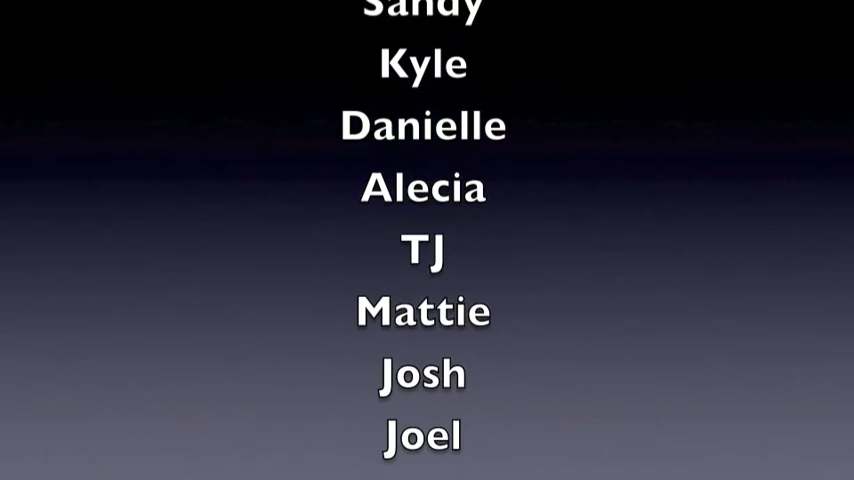 Sandy
Kyle
Danielle
Alecia
TJ
Mattie
Josh
Joel